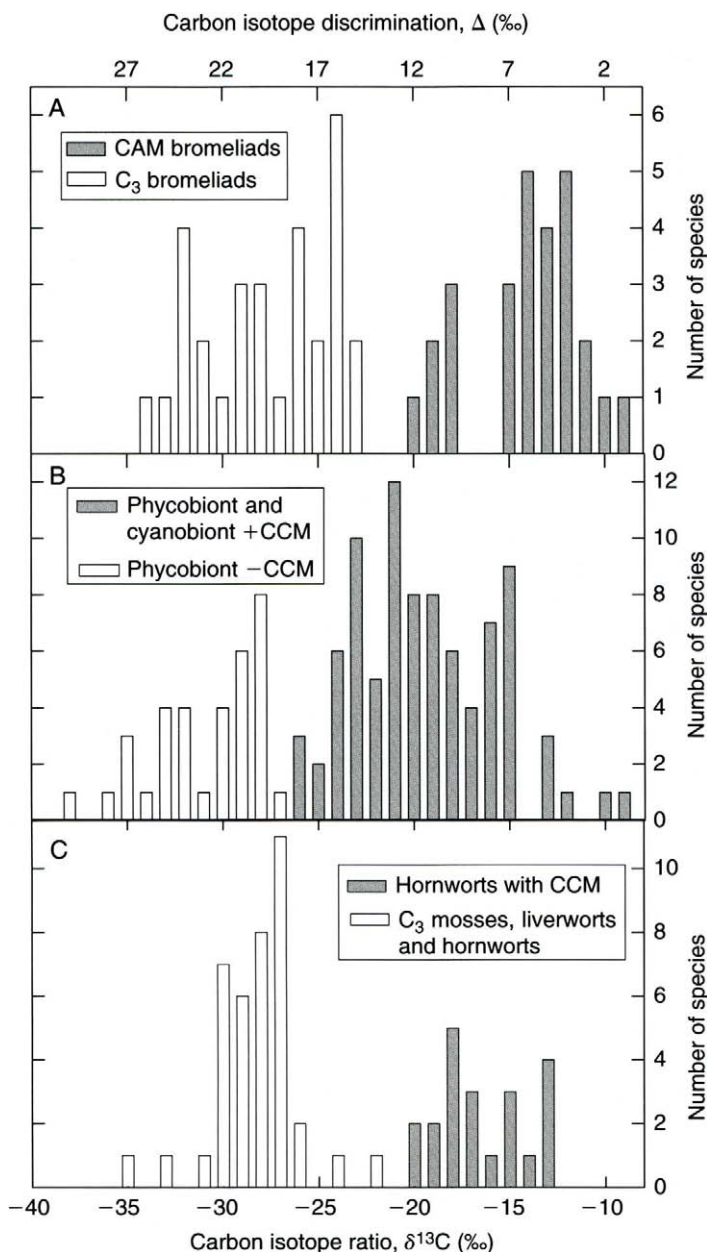 Carbon isotope discrimination, Δ (‰)
27 22 17 12 7 2
A
CAM bromeliads
C₃ bromeliads
6
5
4
3
2
1
0
Number of species
B
Phycobiont and
cyanobiont +CCM
Phycobiont −CCM
12
10
8
6
4
2
0
Number of species
C
Hornworts with CCM
C₃ mosses, liverworts
and hornworts
10
8
6
4
2
0
Number of species
−40 −35 −30 −25 −20 −15 −10
Carbon isotope ratio, δ¹³C (‰)